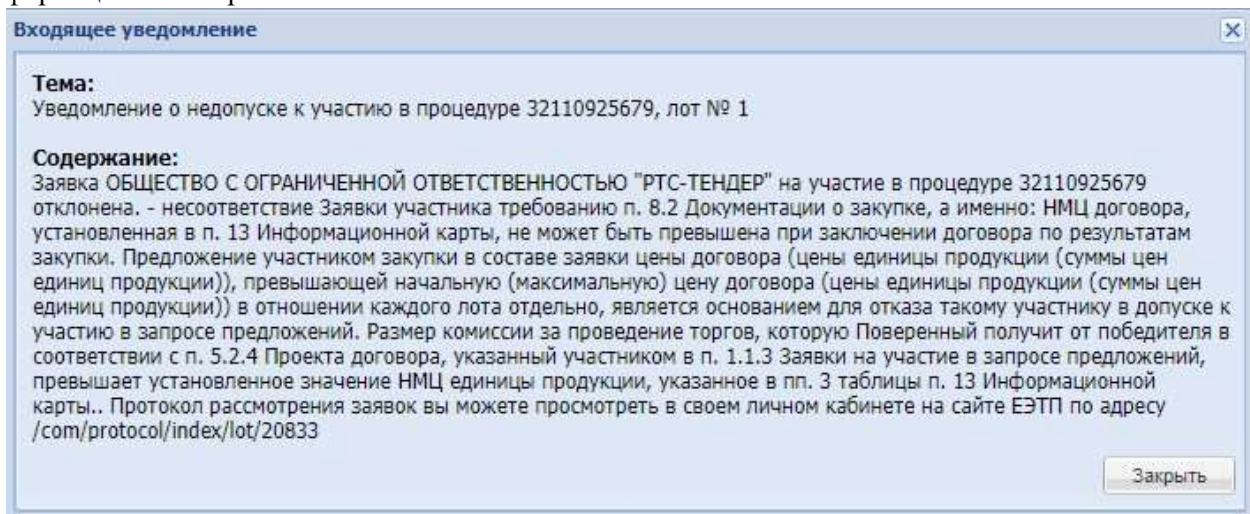 Входящее уведомление
Тема:
Уведомление о недопуске к участию в процедуре 32110925679, лот № 1
Содержание:
Заявка ОБЩЕСТВО С ОГРАНИЧЕННОЙ ОТВЕТСТВЕННОСТЬЮ "РТС-ТЕНДЕР" на участие в процедуре 32110925679
отклонена. - несоответствие Заявки участника требованию п. 8.2 Документации о закупке, а именно: НМЦ договора,
установленная в п. 13 Информационной карты, не может быть превышена при заключении договора по результатам
закупки. Предложение участником закупки в составе заявки цены договора (цены единицы продукции (суммы цен
единиц продукции)), превышающей начальную (максимальную) цену договора (цены единицы продукции (суммы цен
единиц продукции)) в отношении каждого лота отдельно, является основанием для отказа такому участнику в допуске к
участию в запросе предложений. Размер комиссии за проведение торгов, которую Поверенный получит от победителя в
соответствии с п. 5.2.4 Проекта договора, указанный участником в п. 1.1.3 Заявки на участие в запросе предложений,
превышает установленное значение НМЦ единицы продукции, указанное в пп. 3 таблицы п. 13 Информационной
карты.. Протокол рассмотрения заявок вы можете просмотреть в своем личном кабинете на сайте ЕЭТП по адресу
/com/protocol/index/lot/20833
Закрыть